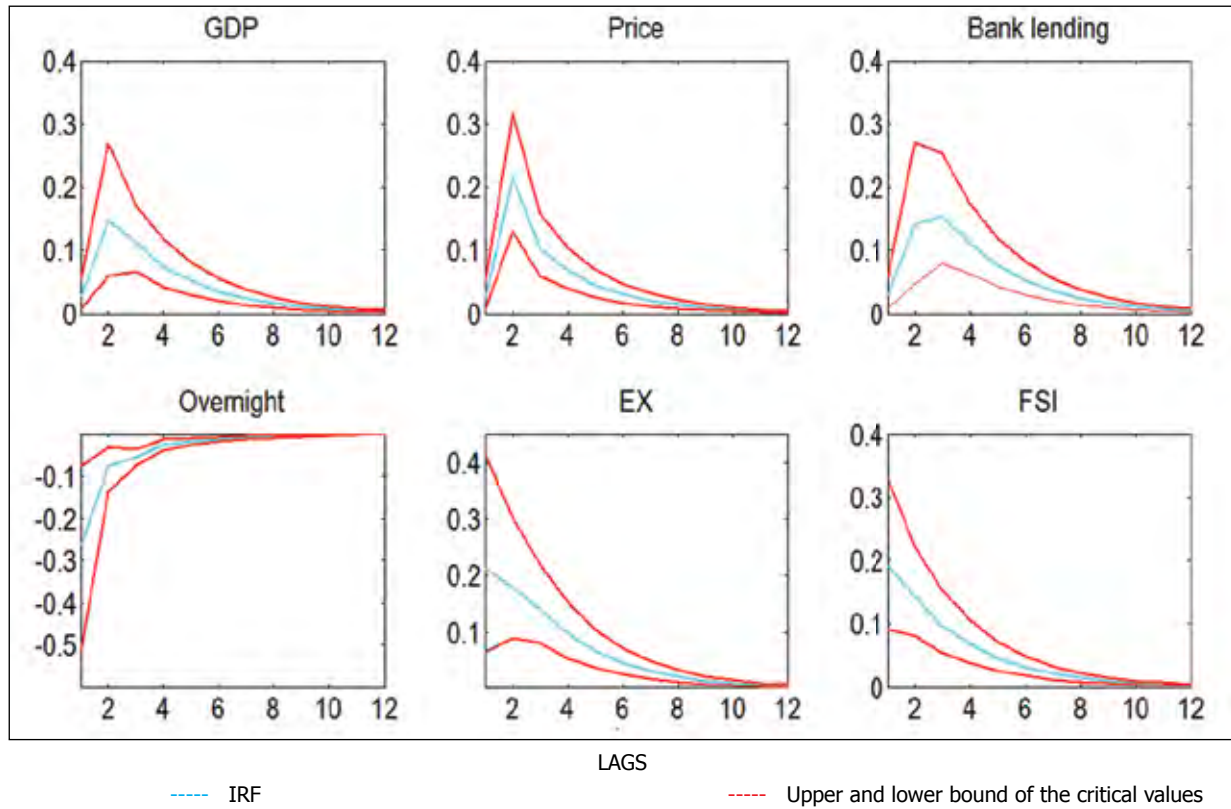 GDP Price Bank lending
0.4 0.4 0.4
0.3 0.3 0.3
0.2 0.2 0.2
0.1 0.1 0.1
0 0 0
2 4 6 8 10 12 2 4 6 8 10 12 2 4 6 8 10 12
Overnight EX FSI
-0.1 0.4 0.4
-0.2 0.3 0.3
-0.3 0.2 0.2
-0.4 0.1 0.1
-0.5 0
2 4 6 8 10 12 2 4 6 8 10 12 2 4 6 8 10 12
LAGS
----- IRF ----- Upper and lower bound of the critical values